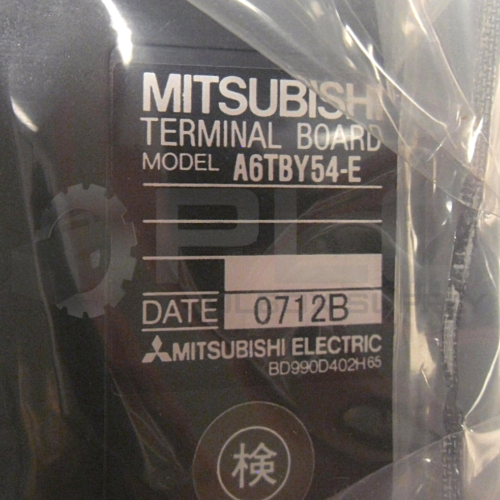 MITSUBISHI
TERMINAL BOARD
MODEL A6TBY54-E
DATE 0712B
MITSUBISHI ELECTRIC
BD990D402H65
検